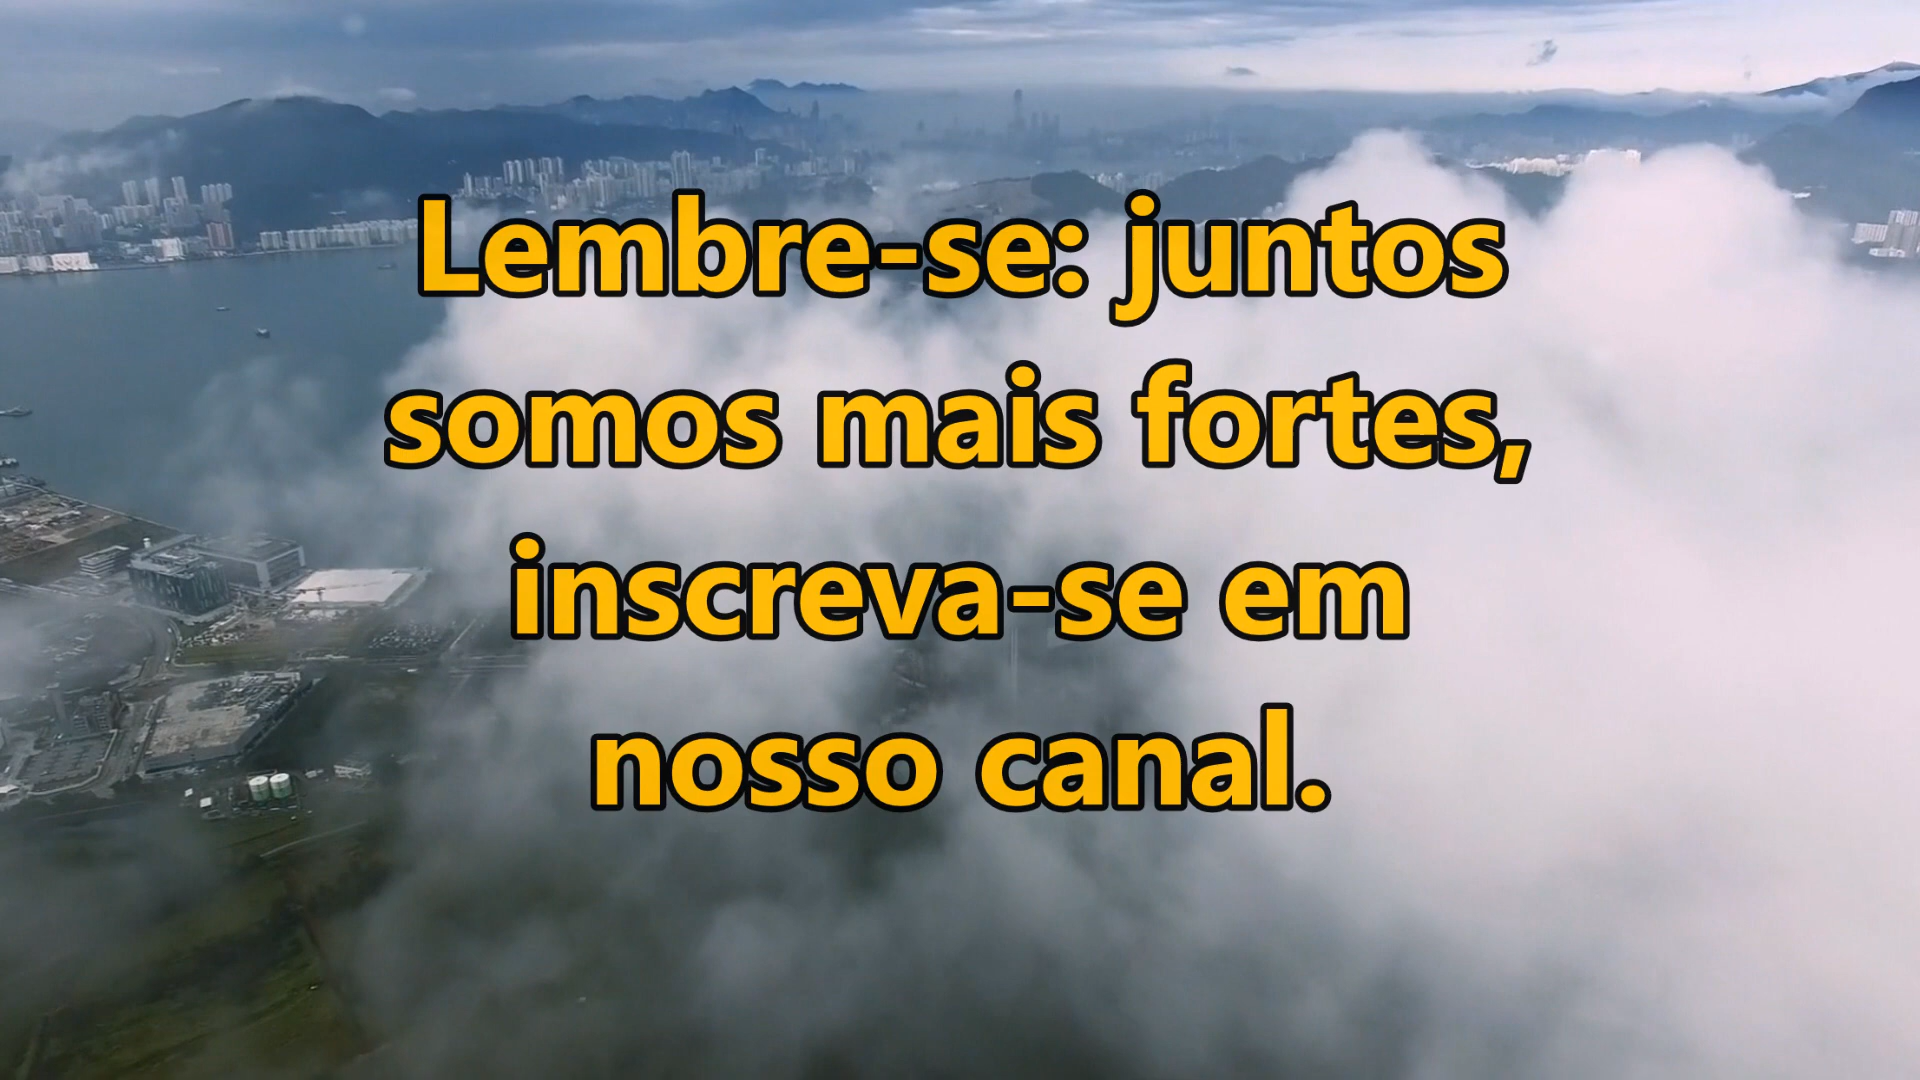 Lembre-se: juntos
somos mais fortes,
inscreva-se em
nosso canal.